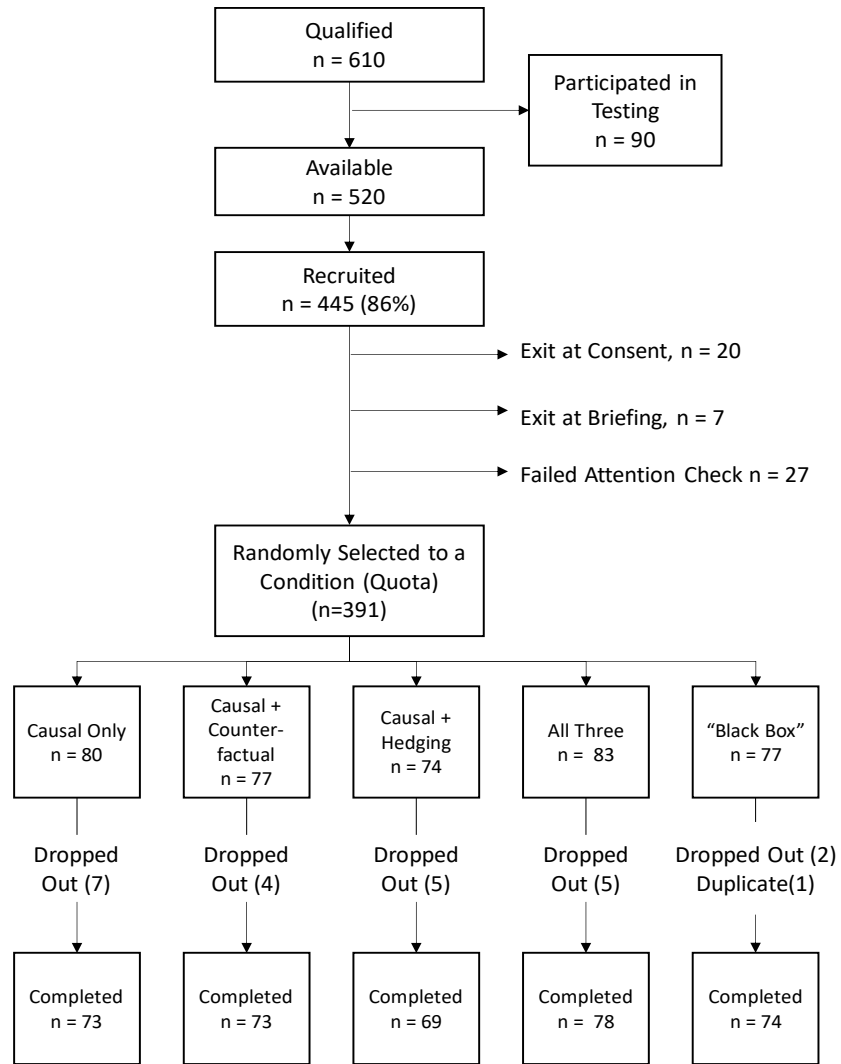 Qualified
n = 610
Participated in
Testing
n = 90
Available
n = 520
Recruited
n = 445 (86%)
Exit at Consent, n = 20
Exit at Briefing, n = 7
Failed Attention Check n = 27
Randomly Selected to a
Condition (Quota)
(n=391)
Causal Only
n = 80
Causal +
Counter-
factual
n = 77
Causal +
Hedging
n = 74
All Three
n = 83
“Black Box”
n = 77
Dropped
Out (7)
Dropped
Out (4)
Dropped
Out (5)
Dropped
Out (5)
Dropped Out (2)
Duplicate(1)
Completed
n = 73
Completed
n = 73
Completed
n = 69
Completed
n = 78
Completed
n = 74